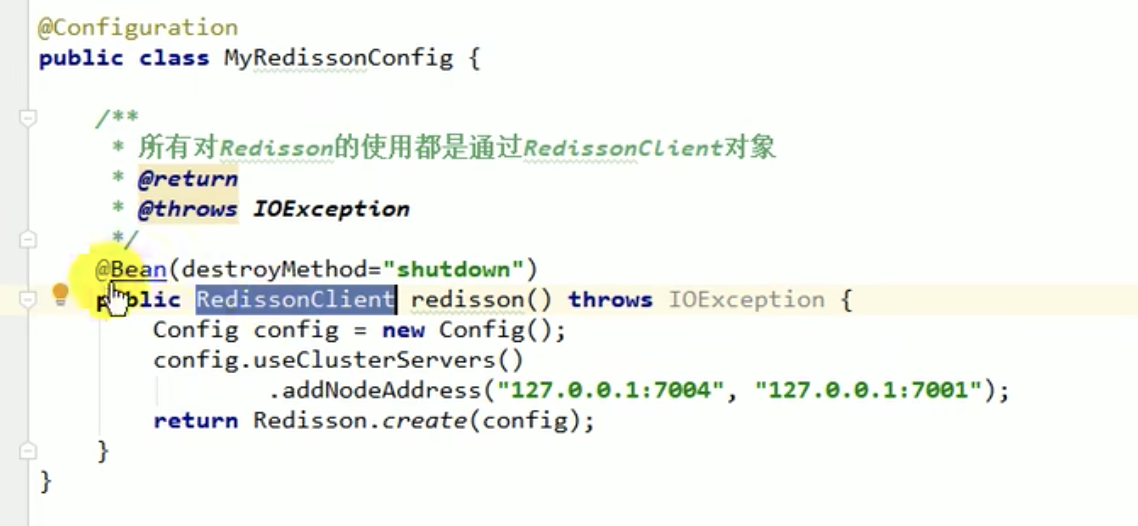 @Configuration
public class MyRedissonConfig {
/**
* 所有对Redisson的使用都是通过RedissonClient对象
* @return
* @throws IOException
*/
@Bean(destroyMethod="shutdown")
public RedissonClient redisson() throws IOException {
Config config = new Config();
config.useClusterServers()
.addNodeAddress("127.0.0.1:7004", "127.0.0.1:7001");
return Redisson.create(config);
}
}